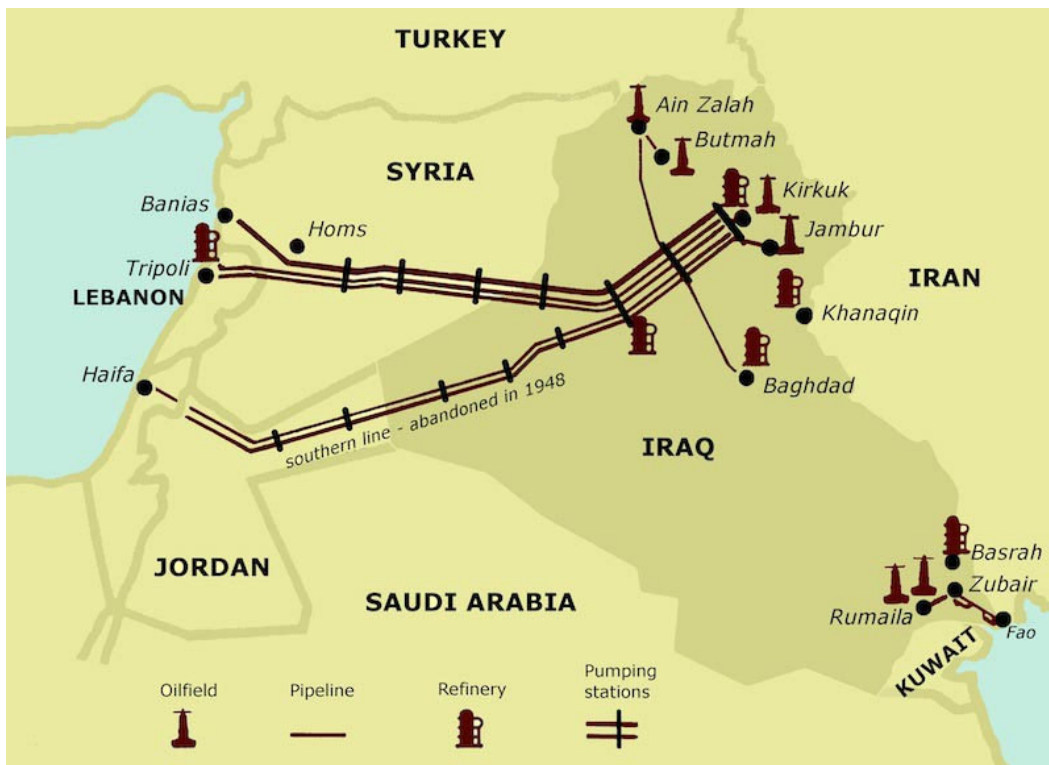 TURKEY
Ain Zalah
Butmah
SYRIA
Kirkuk
Banias
Homs
Jambur
Tripoli
LEBANON
IRAN
Khanaqin
Haifa
Baghdad
southern line - abandoned in 1948
IRAQ
Basrah
JORDAN
Zubair
SAUDI ARABIA
Rumaila
Fao
KUWAIT
Oilfield
Pipeline
Refinery
Pumping
stations